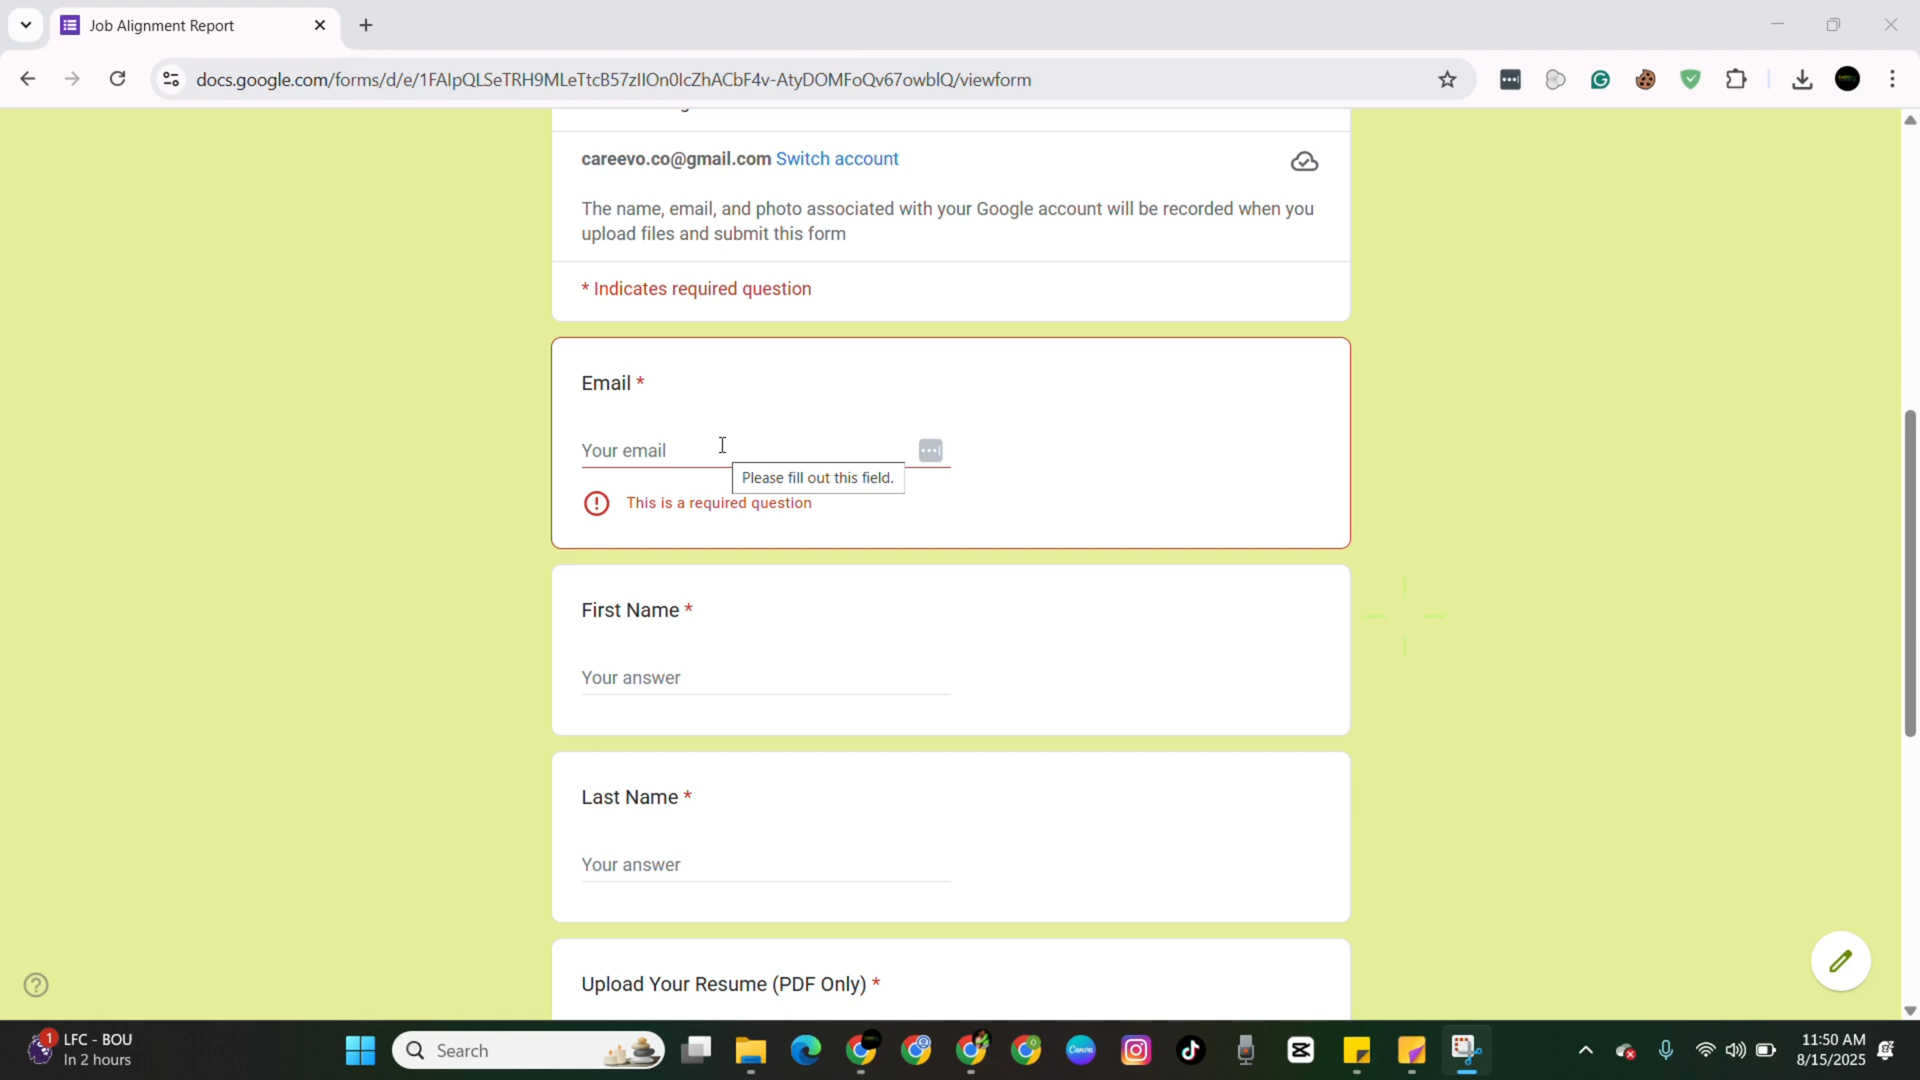 Job Alignment Report
docs.google.com/forms/d/e/1FAIpQLSeTRH9MLeTtcB57zIIOn0IcZhACbF4v-AtyDOMFoQv67owblQ/viewform
careevo.co@gmail.com Switch account
The name, email, and photo associated with your Google account will be recorded when you
upload files and submit this form
* Indicates required question
Email *
Your email
Please fill out this field.
This is a required question
First Name *
Your answer
Last Name *
Your answer
Upload Your Resume (PDF Only) *
1
LFC - BOU
In 2 hours
Search
Canva
11:50 AM
8/15/2025